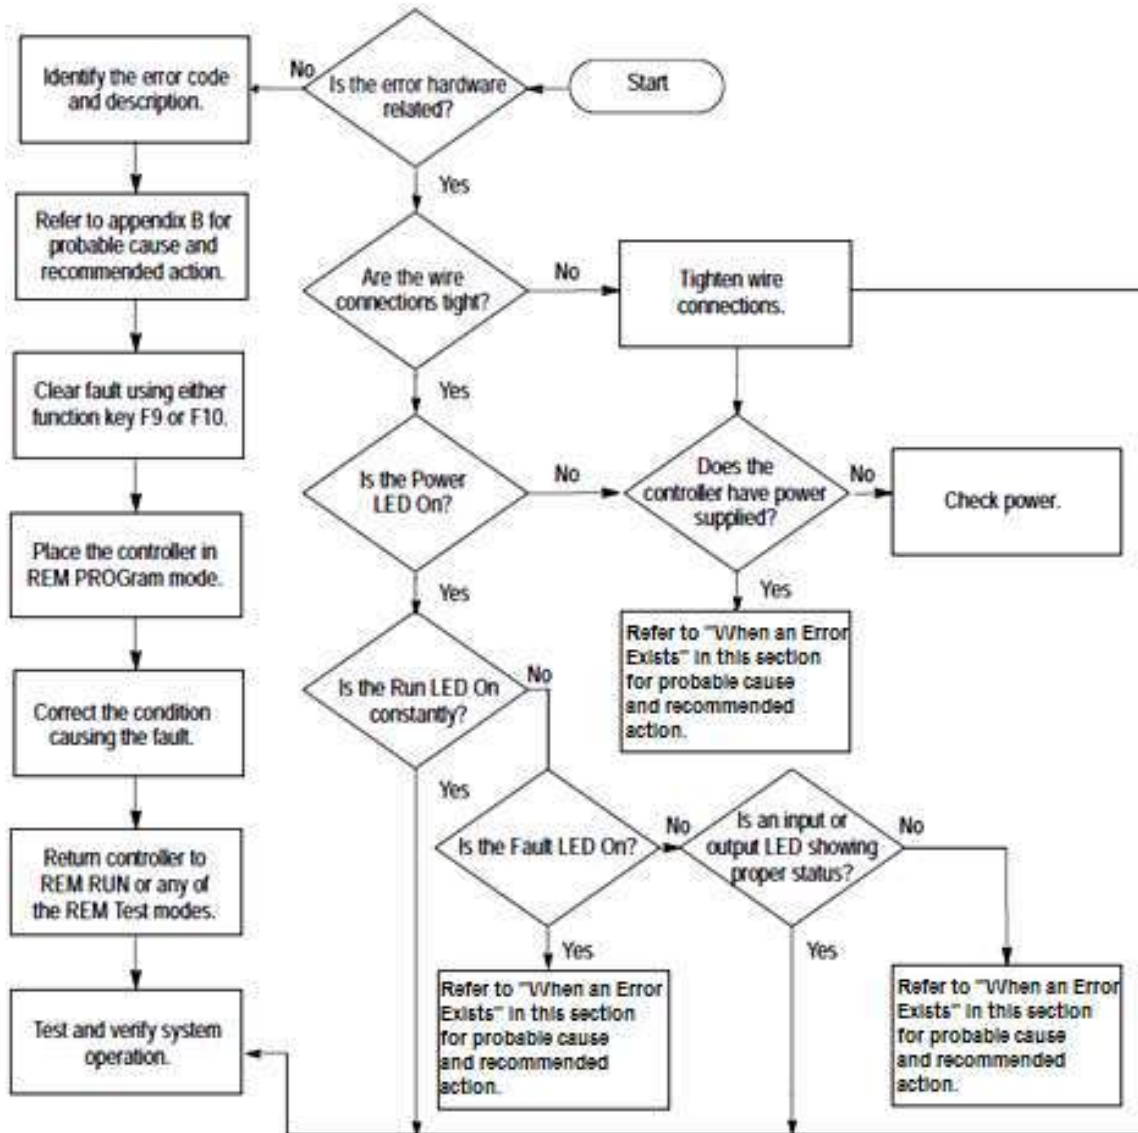 Start
Is the error hardware
related?
No
Identify the error code
and description.
Refer to appendix B for
probable cause and
recommended action.
Clear fault using either
function key F9 or F10.
Place the controller in
REM PROGram mode.
Correct the condition
causing the fault.
Return controller to
REM RUN or any of
the REM Test modes.
Test and verify system
operation.
Yes
Are the wire
connections tight?
No
Tighten wire
connections.
Yes
Is the Power
LED On?
No
Does the
controller have power
supplied?
No
Check power.
Yes
Refer to "When an Error
Exists" in this section
for probable cause
and recommended
action.
Yes
Is the Run LED On
constantly?
No
Yes
Is the Fault LED On?
No
Is an input or
output LED showing
proper status?
No
Yes
Refer to "When an Error
Exists" in this section
for probable cause
and recommended
action.
Yes
Refer to "When an Error
Exists" in this section
for probable cause
and recommended
action.